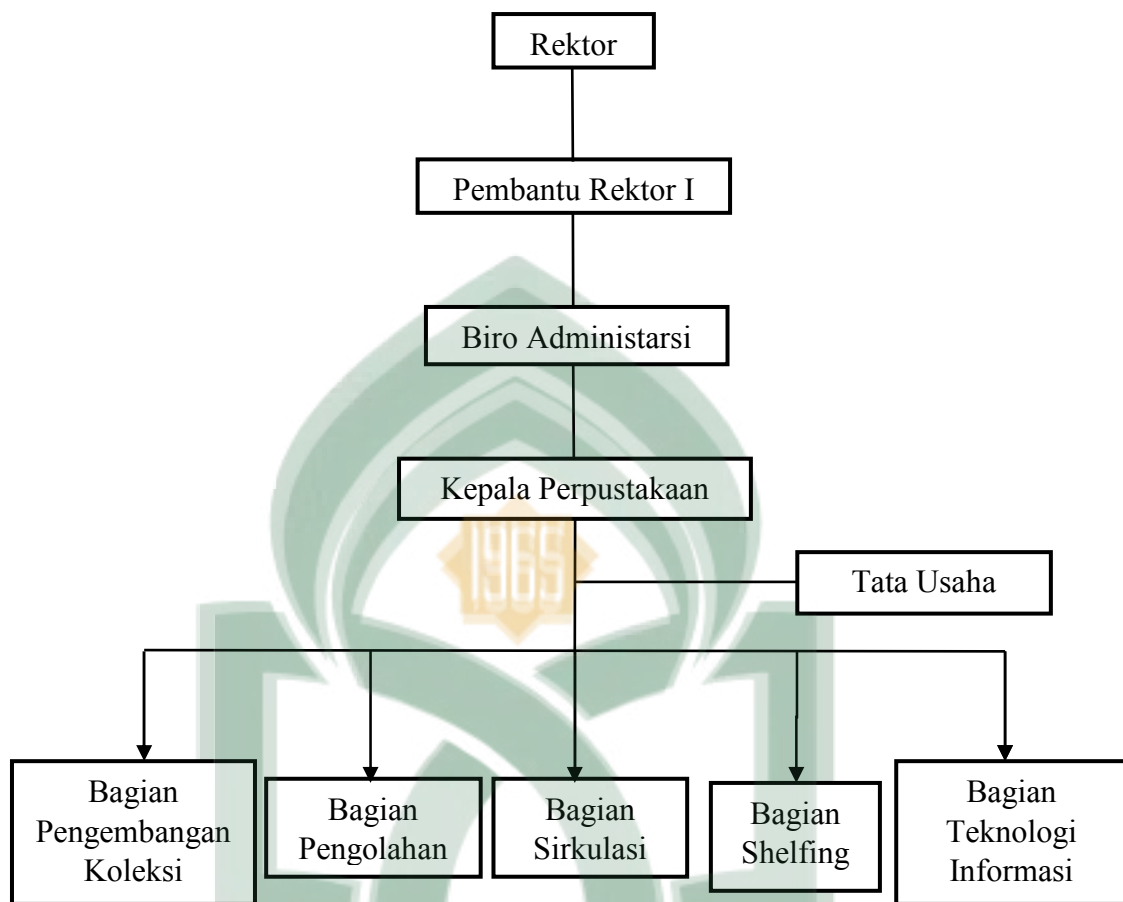 Rektor
Pembantu Rektor I
Biro Administarsi
Kepala Perpustakaan
1965
Tata Usaha
Bagian
Pengembangan
Koleksi
Bagian
Pengolahan
Bagian
Sirkulasi
Bagian
Shelfing
Bagian
Teknologi
Informasi